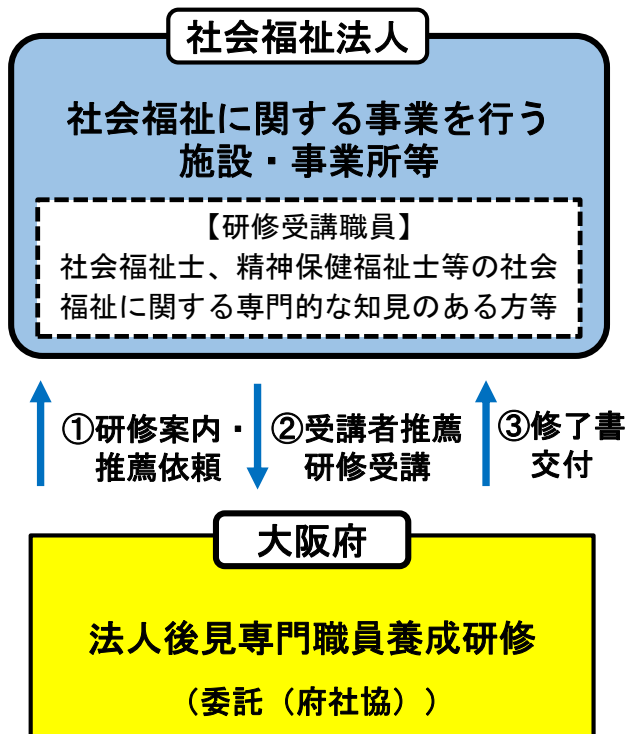 社会福祉法人
社会福祉に関する事業を行う
施設・事業所等
【研修受講職員】
社会福祉士、精神保健福祉士等の社会
福祉に関する専門的な知見のある方等
①研修案内・
推薦依頼
②受講者推薦
研修受講
③修了書
交付
大阪府
法人後見専門職員養成研修
（委託（府社協））